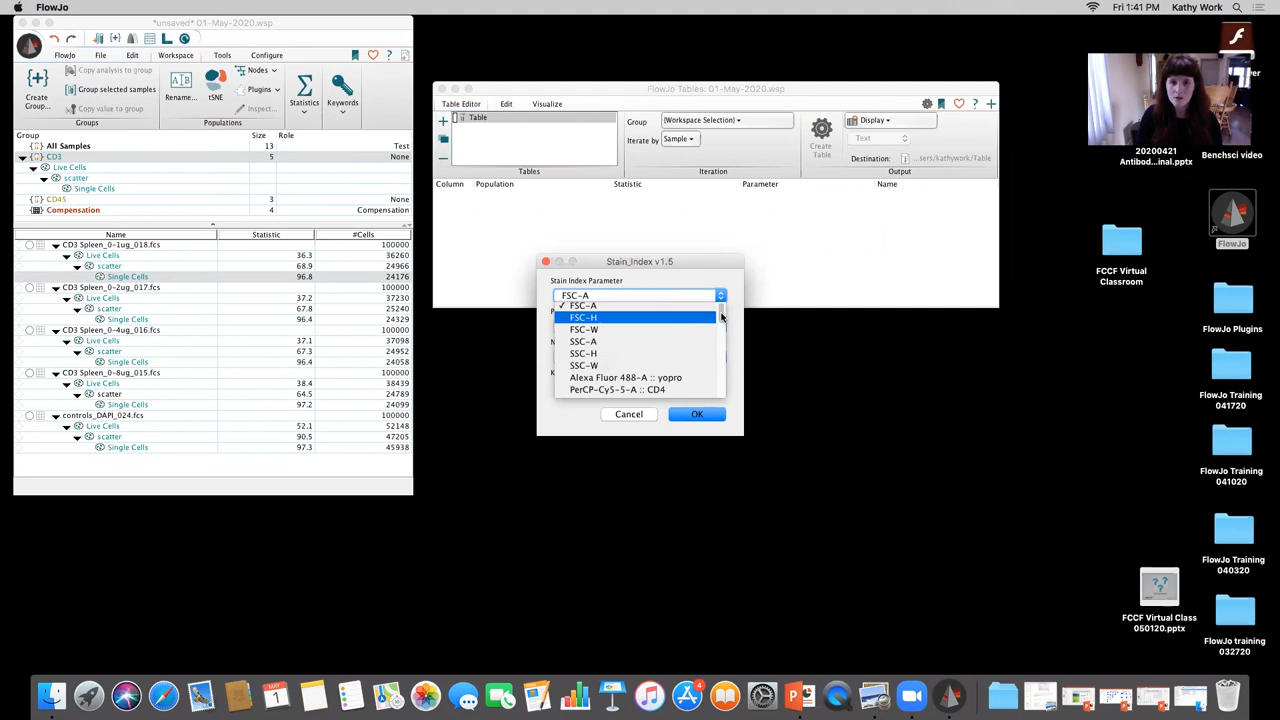 FlowJo
Fri 1:41 PM
Kathy Work
*unsaved* 01-May-2020.wsp
FlowJo
File
Edit
Workspace
Tools
Configure
Create
Group...
Copy analysis to group
Group selected samples
Copy value to group
Groups
Rename...
tSNE
Nodes
Plugins
Inspect...
Populations
Statistics
Keywords
Group
Size
Role
All Samples
13
Test
CD3
5
None
Live Cells
scatter
Single Cells
CD45
3
None
Compensation
4
Compensation
Name
Statistic
#Cells
CD3 Spleen_0-1ug_018.fcs
100000
Live Cells
36.3
36260
scatter
68.9
24966
Single Cells
96.8
24176
CD3 Spleen_0-2ug_017.fcs
100000
Live Cells
37.2
37230
scatter
67.8
25240
Single Cells
96.4
24329
CD3 Spleen_0-4ug_016.fcs
100000
Live Cells
37.1
37098
scatter
67.3
24952
Single Cells
96.4
24058
CD3 Spleen_0-8ug_015.fcs
100000
Live Cells
38.4
38439
scatter
64.5
24789
Single Cells
97.2
24099
controls_DAPI_024.fcs
100000
Live Cells
52.1
52148
scatter
90.5
47205
Single Cells
97.3
45938
FlowJo Tables: 01-May-2020.wsp
Table Editor
Edit
Visualize
Table
Tables
Group
(Workspace Selection)
Iterate by
Sample
Iteration
Create
Table
Display
Text
Destination:
...sers/kathywork/Table
Output
Column
Population
Statistic
Parameter
Name
Stain_Index v1.5
Stain Index Parameter
FSC-A
✓ FSC-A
FSC-H
FSC-W
SSC-A
SSC-H
SSC-W
Alexa Fluor 488-A :: yopro
PerCP-Cy5-5-A :: CD4
Cancel
OK
20200421
Antibod...inal.pptx
Benchsci video
FCCF Virtual
Classroom
FlowJo
FlowJo Plugins
FlowJo Training
041720
FlowJo Training
041020
FlowJo Training
040320
FCCF Virtual Class
050120.pptx
FlowJo training
032720
MAY
1
4